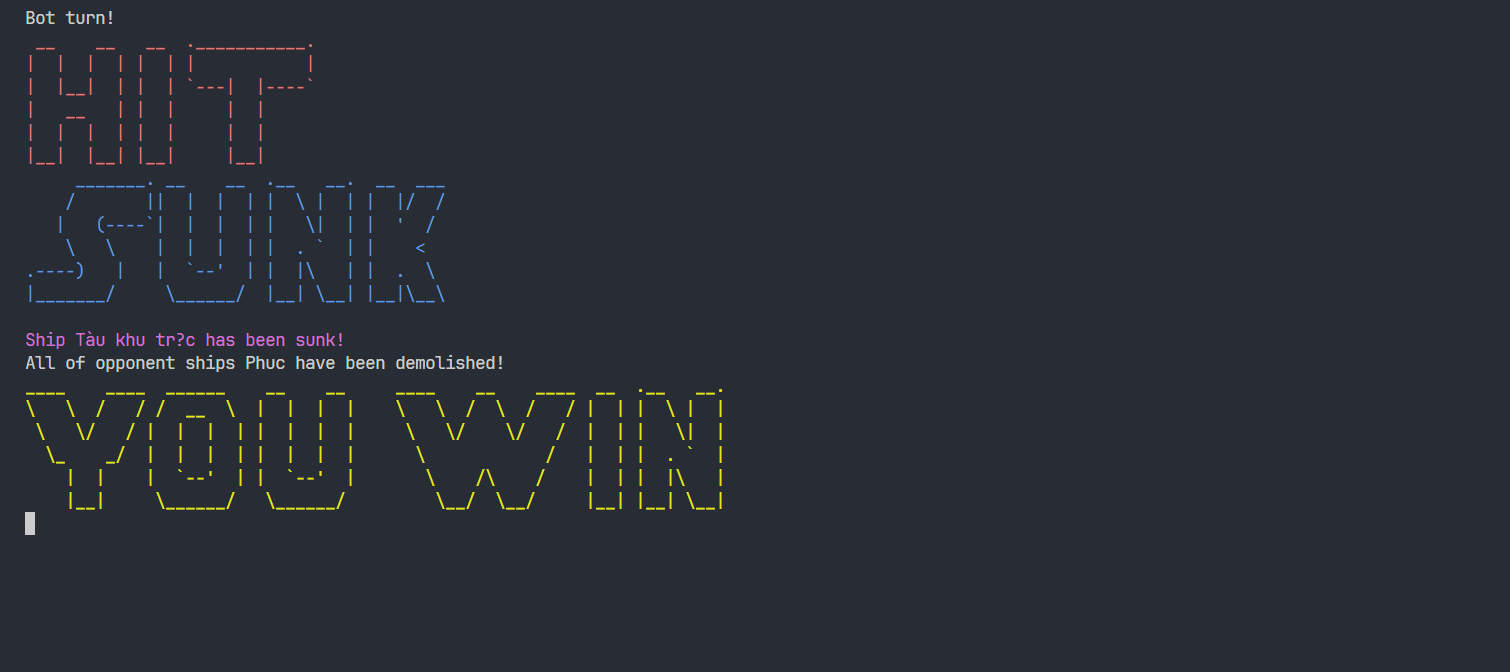 Bot turn!
HIT
SUNK
Ship Tàu khu tr?c has been sunk!
All of opponent ships Phuc have been demolished!
YOU WIN